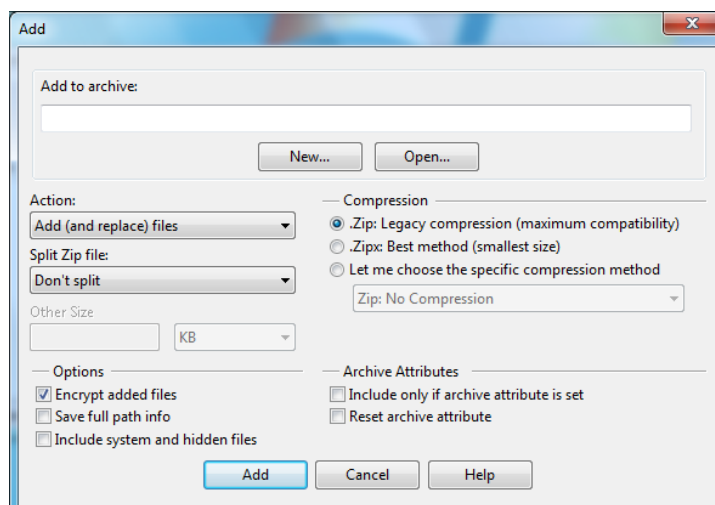 Add
Add to archive:
New... Open...
Action:
Add (and replace) files
Split Zip file:
Don't split
Other Size
KB
Compression
.Zip: Legacy compression (maximum compatibility)
.Zipx: Best method (smallest size)
Let me choose the specific compression method
Zip: No Compression
Options
Encrypt added files
Save full path info
Include system and hidden files
Archive Attributes
Include only if archive attribute is set
Reset archive attribute
Add Cancel Help